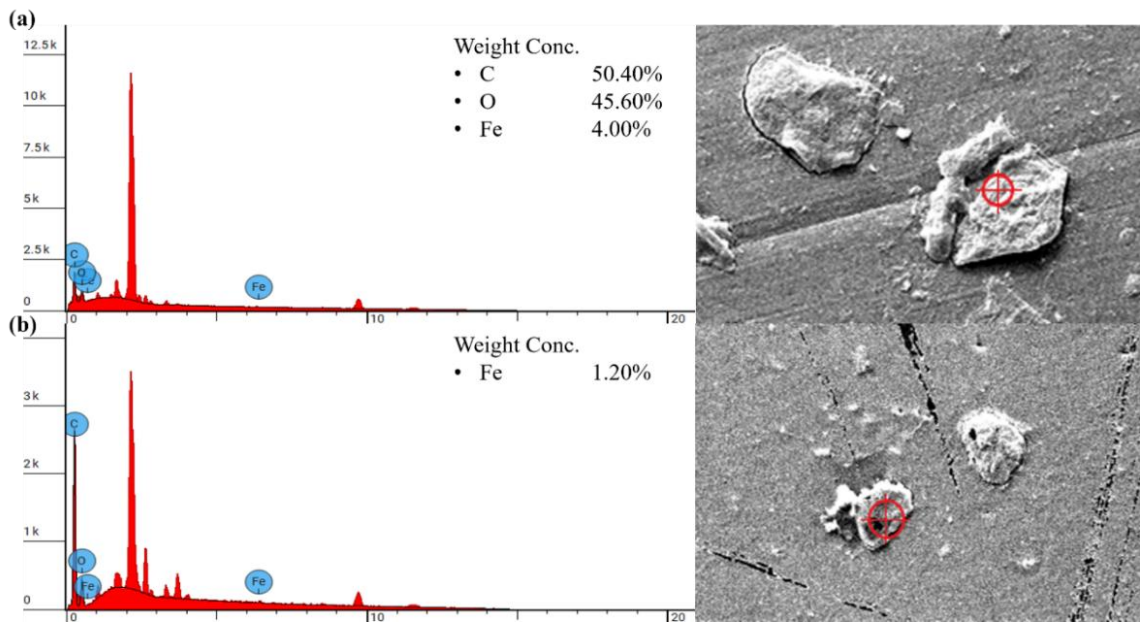 (a)
12.5k
10k
7.5k
5k
2.5k
0
C
O
Fe
0
10
20
Weight Conc.
• C 50.40%
• O 45.60%
• Fe 4.00%
(b)
3k
2k
1k
0
C
O
Fe
Fe
0
10
20
Weight Conc.
• Fe 1.20%